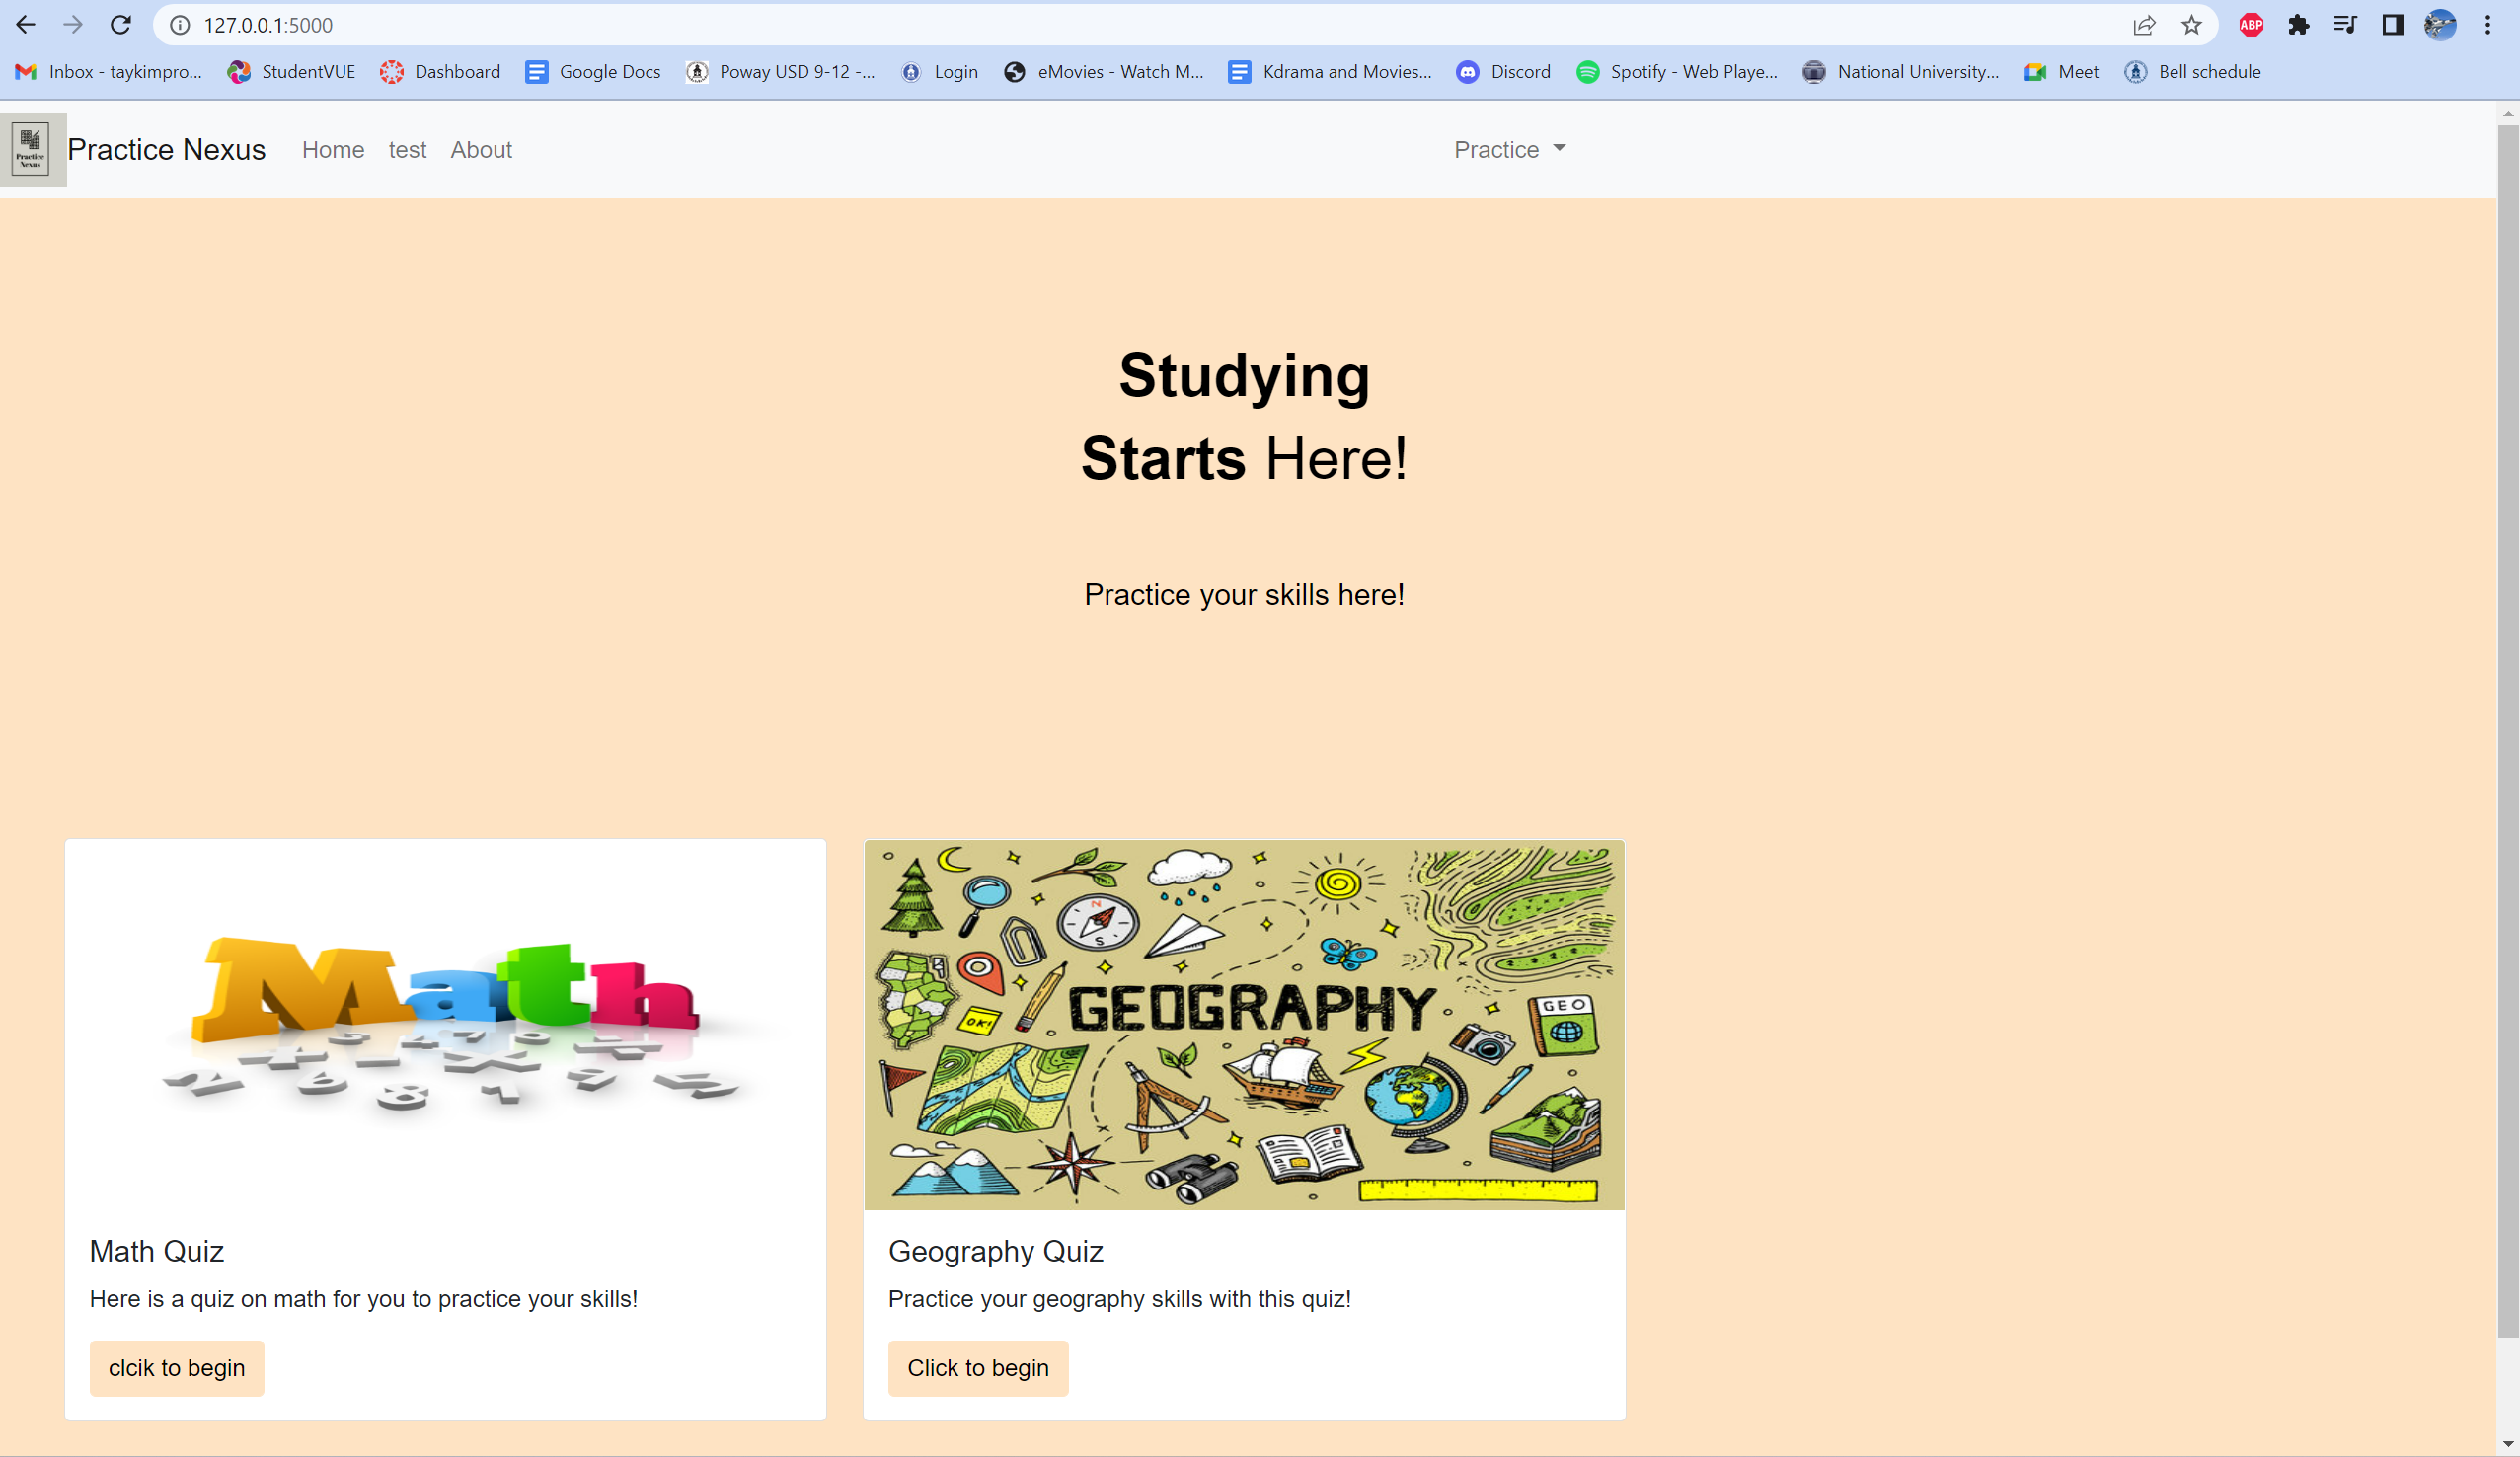 127.0.0.1:5000
ABP
Inbox - taykimpro... StudentVUE Dashboard Google Docs Poway USD 9-12 -... Login eMovies - Watch M... Kdrama and Movies... Discord Spotify - Web Playe... National University... Meet Bell schedule
Practice Nexus
Practice Nexus Home test About Practice
Studying
Starts Here!
Practice your skills here!
Math
GEOGRAPHY
N
S
OK!
GEO
Math Quiz
Here is a quiz on math for you to practice your skills!
clcik to begin
Geography Quiz
Practice your geography skills with this quiz!
Click to begin